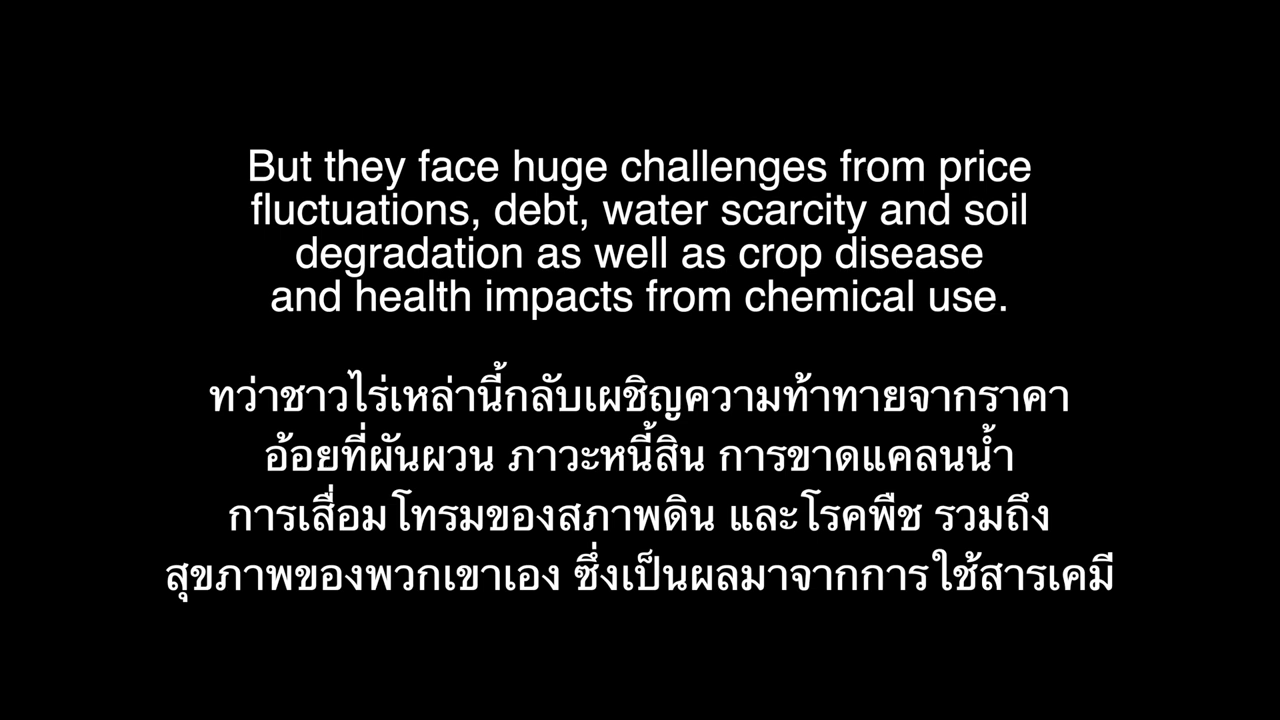 But they face huge challenges from price
fluctuations, debt, water scarcity and soil
degradation as well as crop disease
and health impacts from chemical use.
ทว่าชาวไร่เหล่านี้กลับเผชิญความท้าทายจากราคา
อ้อยที่ผันผวน ภาวะหนี้สิน การขาดแคลนน้ำ
การเสื่อมโทรมของสภาพดิน และโรคพืช รวมถึง
สุขภาพของพวกเขาเอง ซึ่งเป็นผลมาจากการใช้สารเคมี